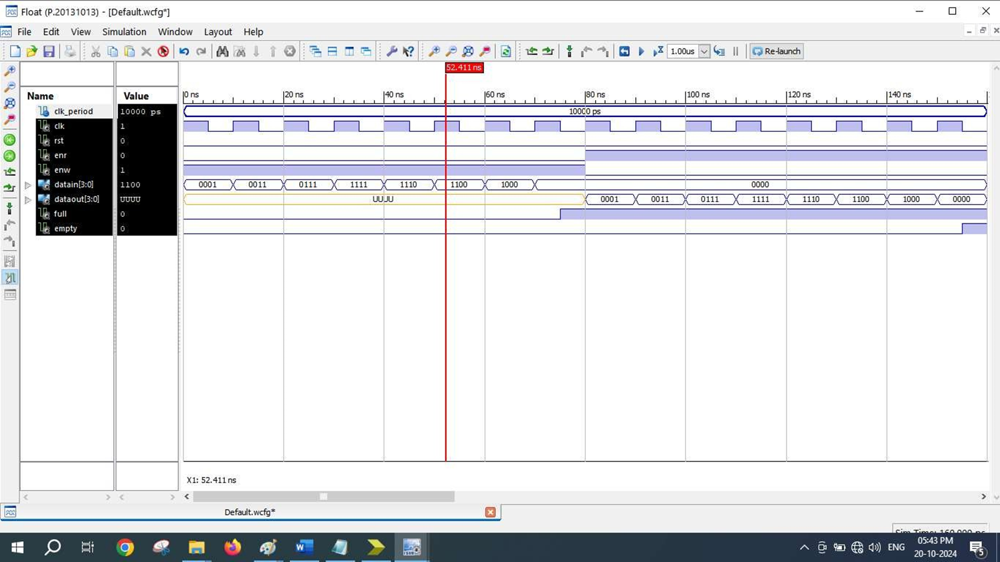 Float (P.20131013) - [Default.wcfg*]
File Edit View Simulation Window Layout Help
1.00us Re-launch
52.411 ns
Name Value
0 ns 20 ns 40 ns 60 ns 80 ns 100 ns 120 ns 140 ns
clk_period 10000 ps 10000 ps
clk 1
rst 0
enr 0
enw 1
datain[3:0] 1100 0001 0011 0111 1111 1110 1100 1000 0000
dataout[3:0] UUUU UUUU 0001 0011 0111 1111 1110 1100 1000 0000
full 0
empty 0
X1: 52.411 ns
Default.wcfg*
Sim Time: 160,000 ps
ENG 05:43 PM
20-10-2024 5